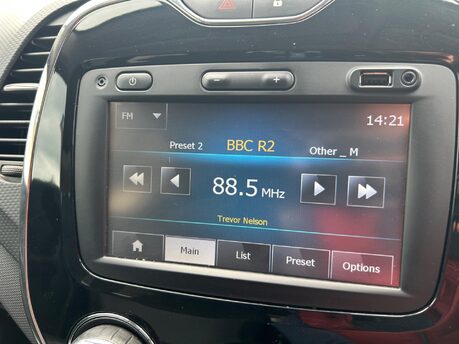 FM
14:21
Preset 2
BBC R2
Other _ M
88.5 MHz
Trevor Nelson
Main
List
Preset
Options